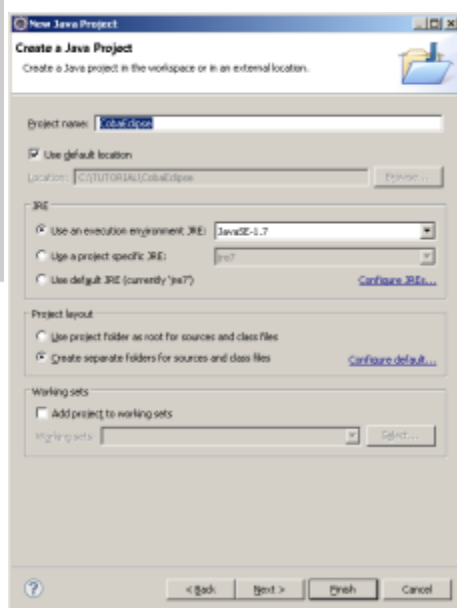 New Java Project
Create a Java Project
Create a Java project in the workspace or in an external location.
Project name: CobaEclipse
Use default location
Location: C:\TUTORIAL\CobaEclipse Browse...
JRE
Use an execution environment JRE: JavaSE-1.7
Use a project specific JRE: jre7
Use default JRE (currently 'jre7') Configure JREs...
Project layout
Use project folder as root for sources and class files
Create separate folders for sources and class files Configure default...
Working sets
Add project to working sets
Working sets: Select...
? < Back Next > Finish Cancel